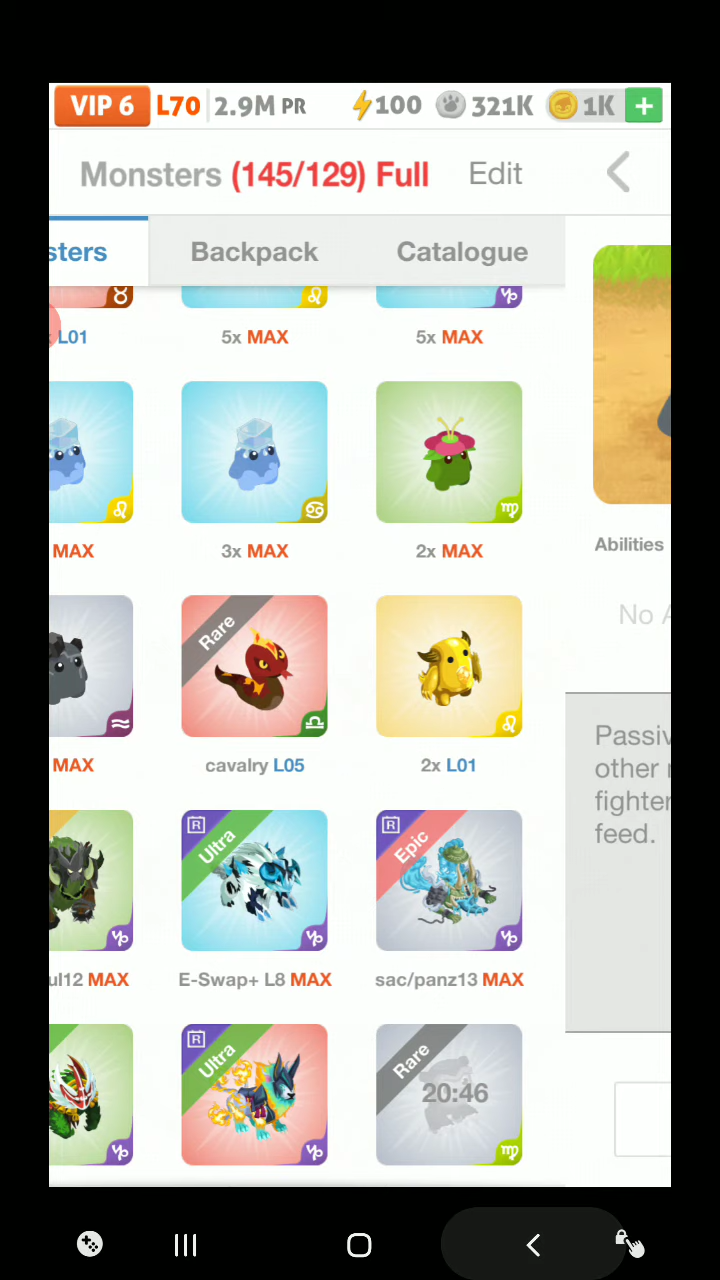 VIP 6 L70 2.9M PR 100 321K 1K +
Monsters (145/129) Full Edit
sters Backpack Catalogue
L01 5x MAX 5x MAX
MAX 3x MAX 2x MAX
Rare
MAX cavalry L05 2x L01
R Ultra R Epic
ul12 MAX E-Swap+ L8 MAX sac/panz13 MAX
R Ultra Rare
20:46
Abilities
No A
Passiv
other
fighter
feed.